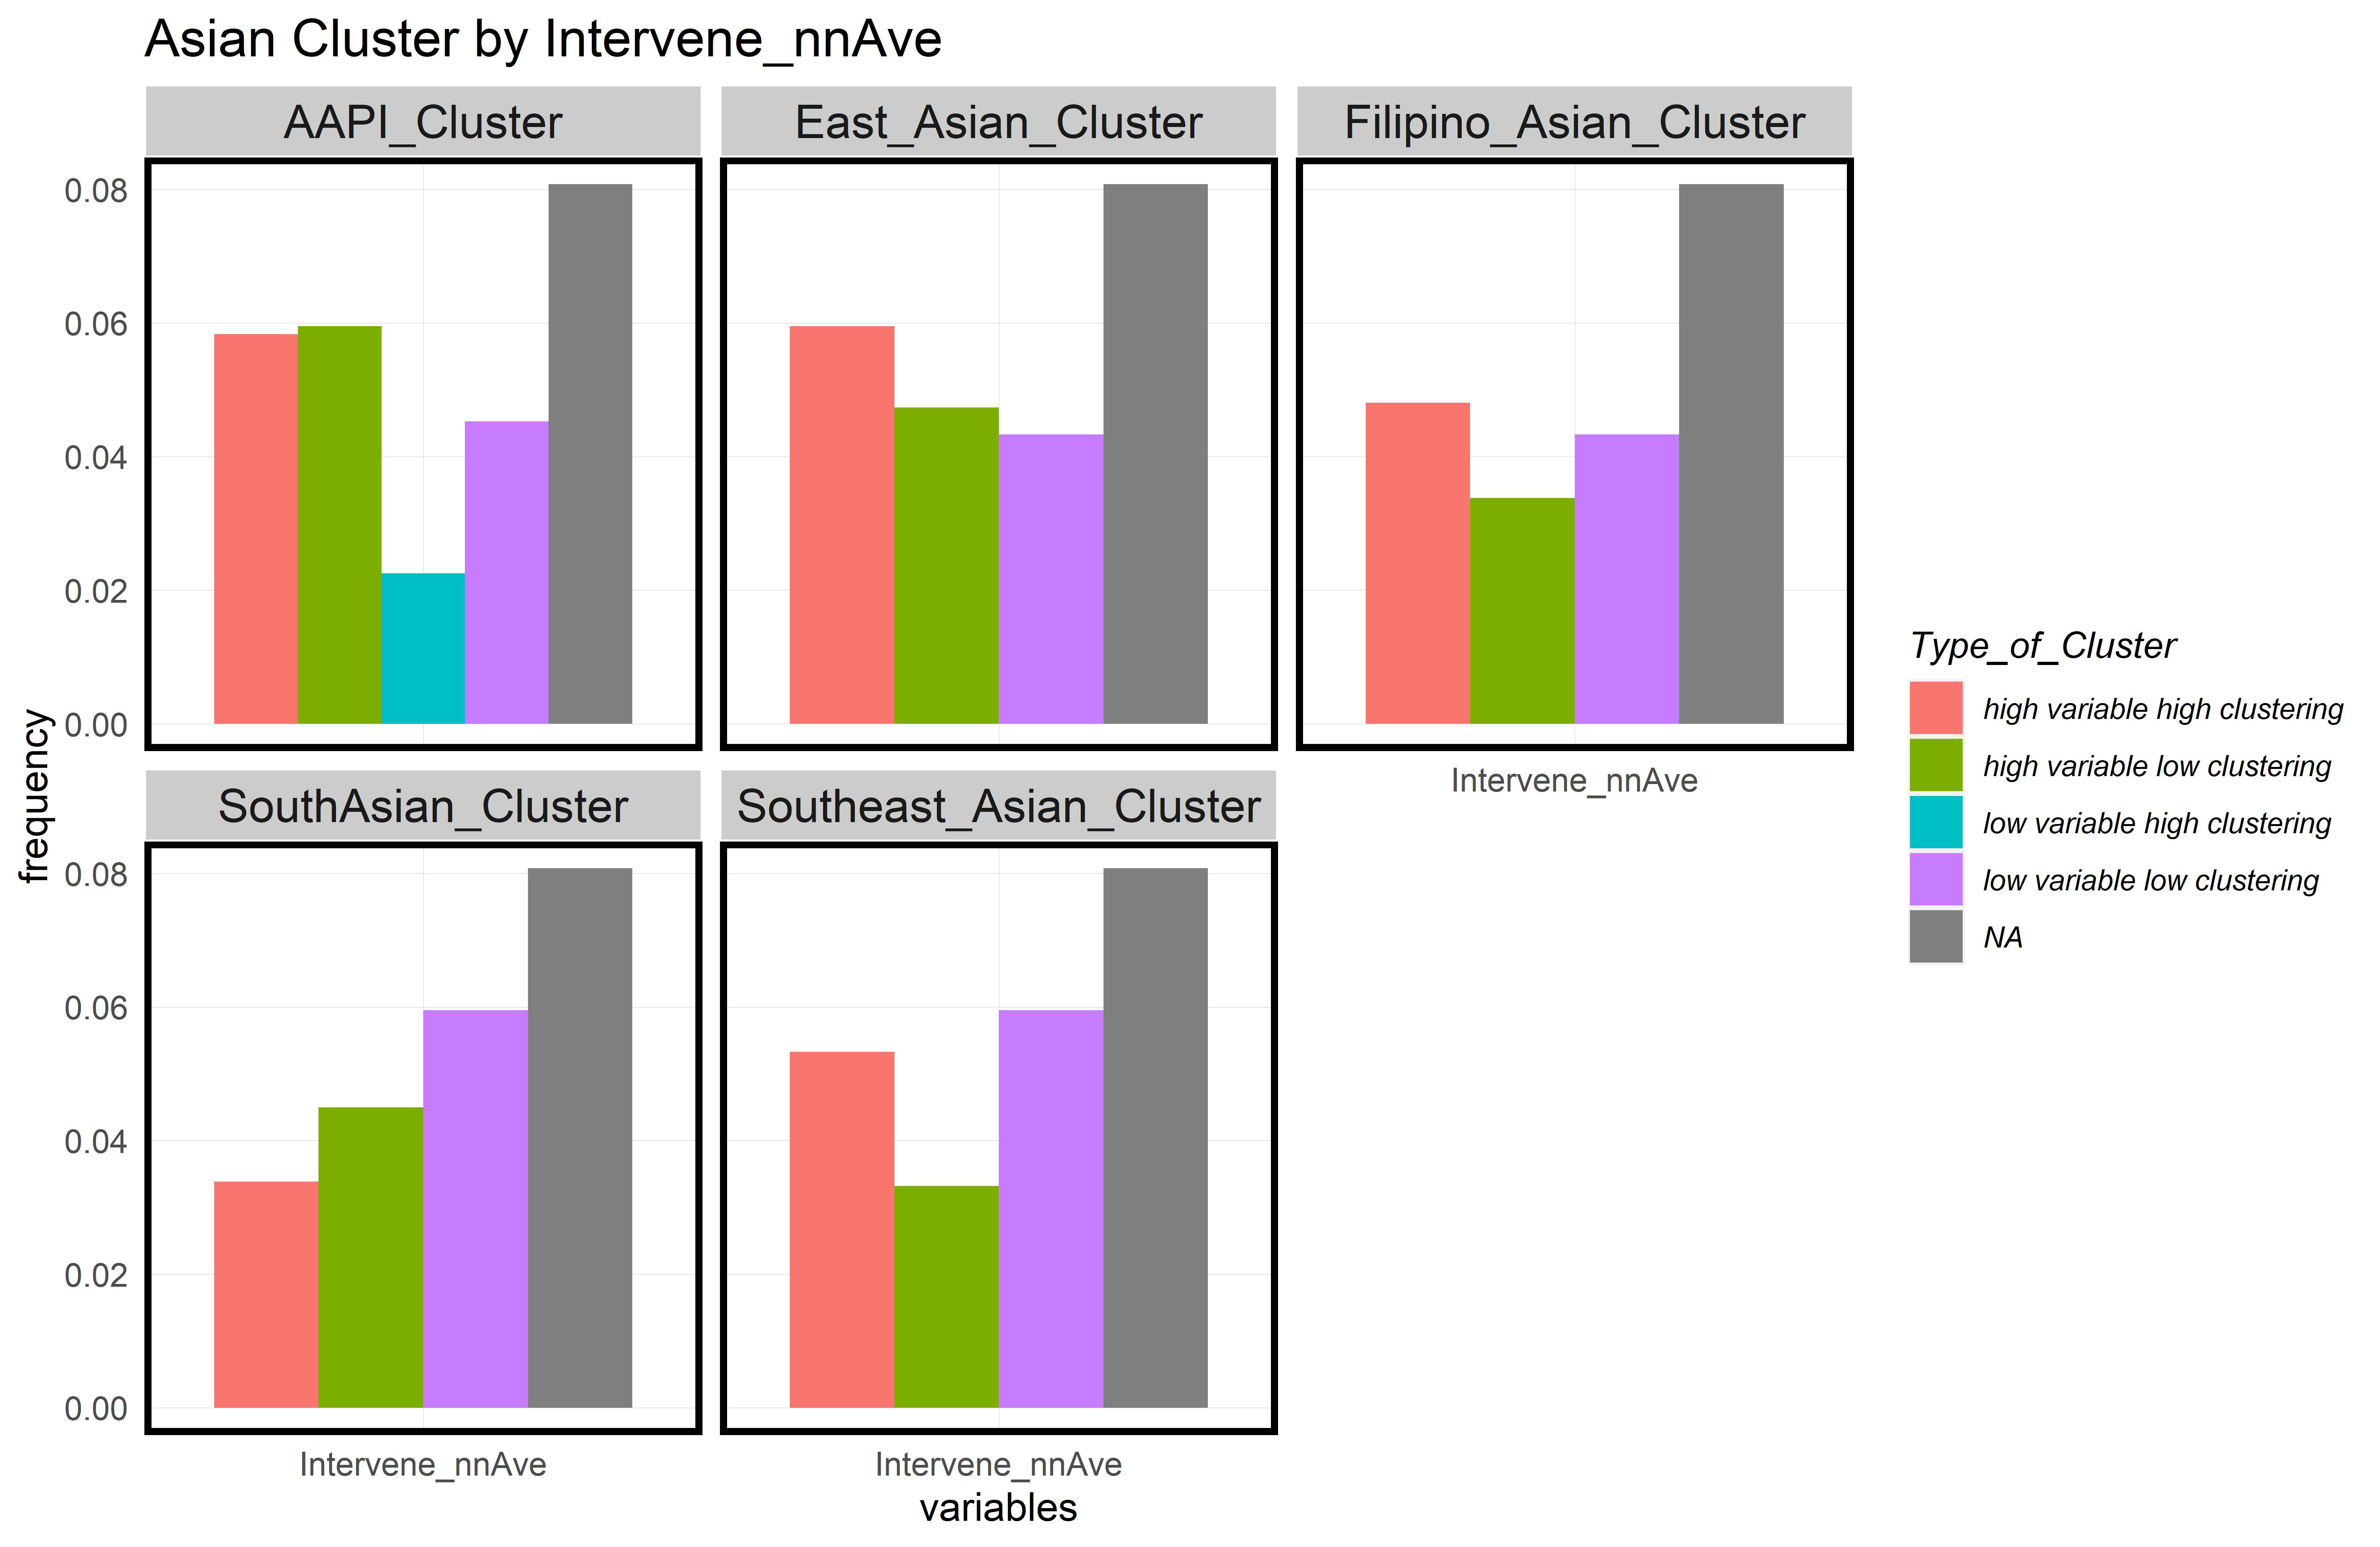 Asian Cluster by Intervene_nnAve
AAPI_Cluster
East_Asian_Cluster
Filipino_Asian_Cluster
0.08
0.06
0.04
0.02
0.00
Intervene_nnAve
frequency
SouthAsian_Cluster
Southeast_Asian_Cluster
0.08
0.06
0.04
0.02
0.00
Intervene_nnAve
Intervene_nnAve
variables
Type_of_Cluster
high variable high clustering
high variable low clustering
low variable high clustering
low variable low clustering
NA